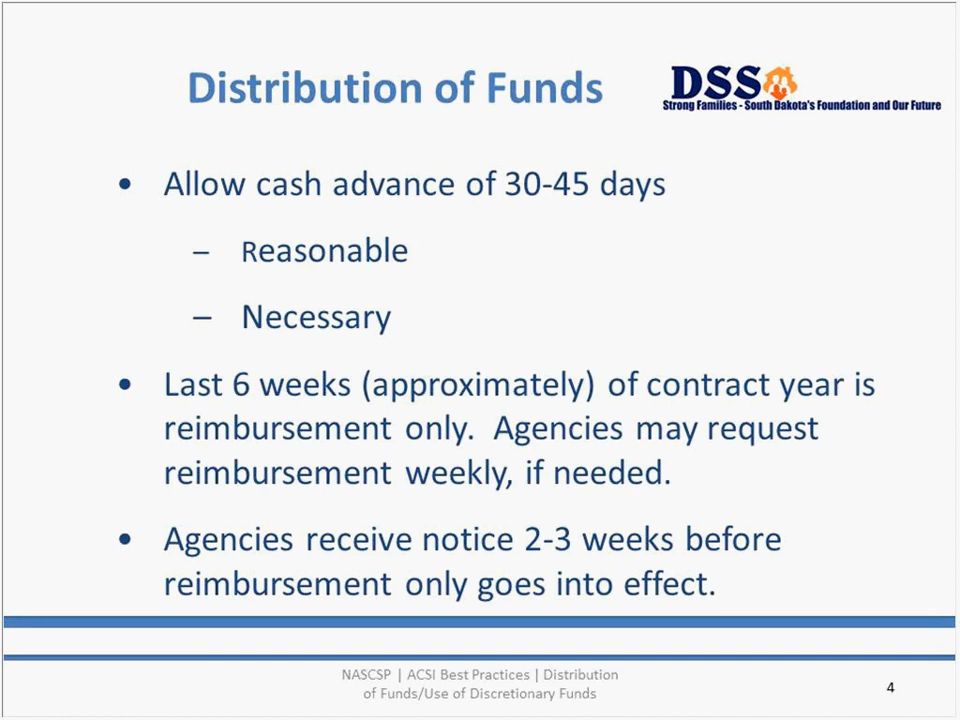 Distribution of Funds
DSS
Strong Families - South Dakota's Foundation and Our Future
• Allow cash advance of 30-45 days
– Reasonable
– Necessary
• Last 6 weeks (approximately) of contract year is
reimbursement only. Agencies may request
reimbursement weekly, if needed.
• Agencies receive notice 2-3 weeks before
reimbursement only goes into effect.
NASCSP | ACSI Best Practices | Distribution
of Funds/Use of Discretionary Funds
4